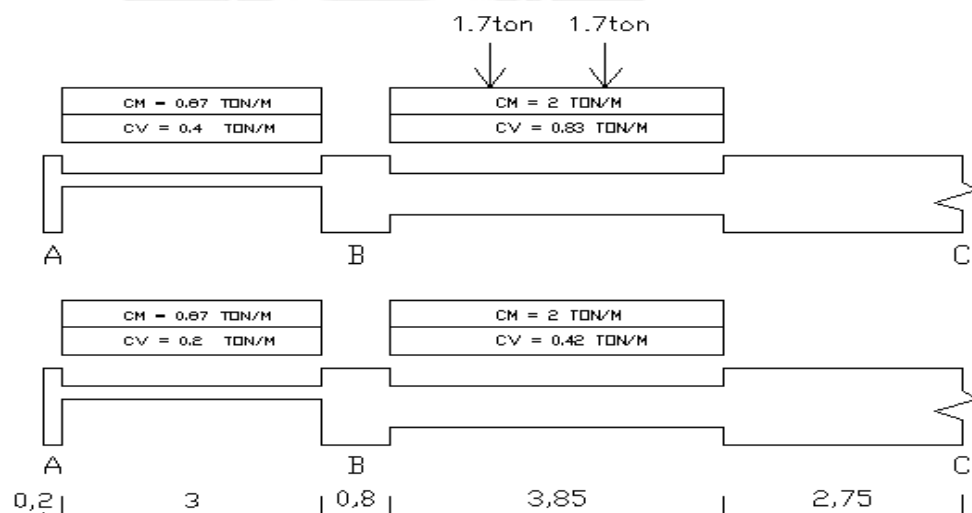 1.7ton 1.7ton
CM = 0.87 TON/M CM = 2 TON/M
CV = 0.4 TON/M CV = 0.83 TON/M
A B C
CM = 0.87 TON/M CM = 2 TON/M
CV = 0.2 TON/M CV = 0.42 TON/M
A B C
0,2 3 0,8 3,85 2,75